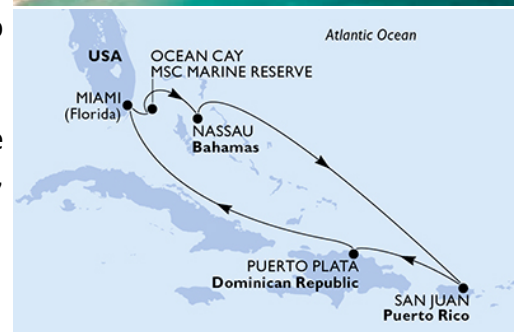 Atlantic Ocean
USA
OCEAN CAY
MSC MARINE RESERVE
MIAMI
(Florida)
NASSAU
Bahamas
PUERTO PLATA
Dominican Republic
SAN JUAN
Puerto Rico